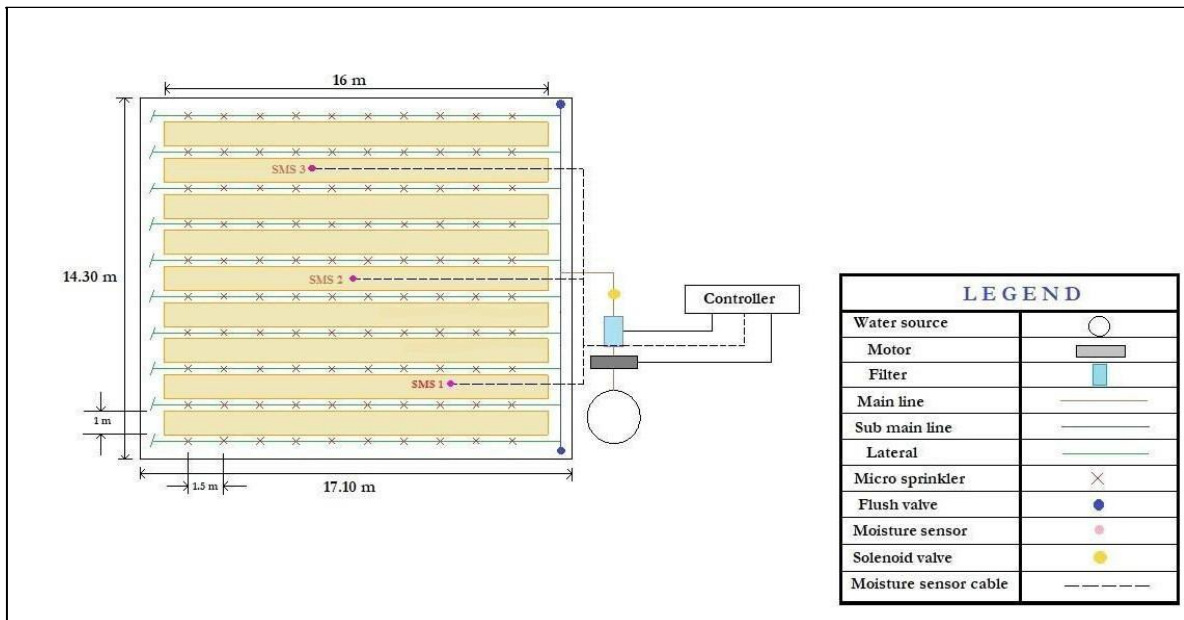 16 m
SMS 3
14.30 m
SMS 2
Controller
SMS 1
1 m
1.5 m
17.10 m
LEGEND
Water source
Motor
Filter
Main line
Sub main line
Lateral
Micro sprinkler
Flush valve
Moisture sensor
Solenoid valve
Moisture sensor cable